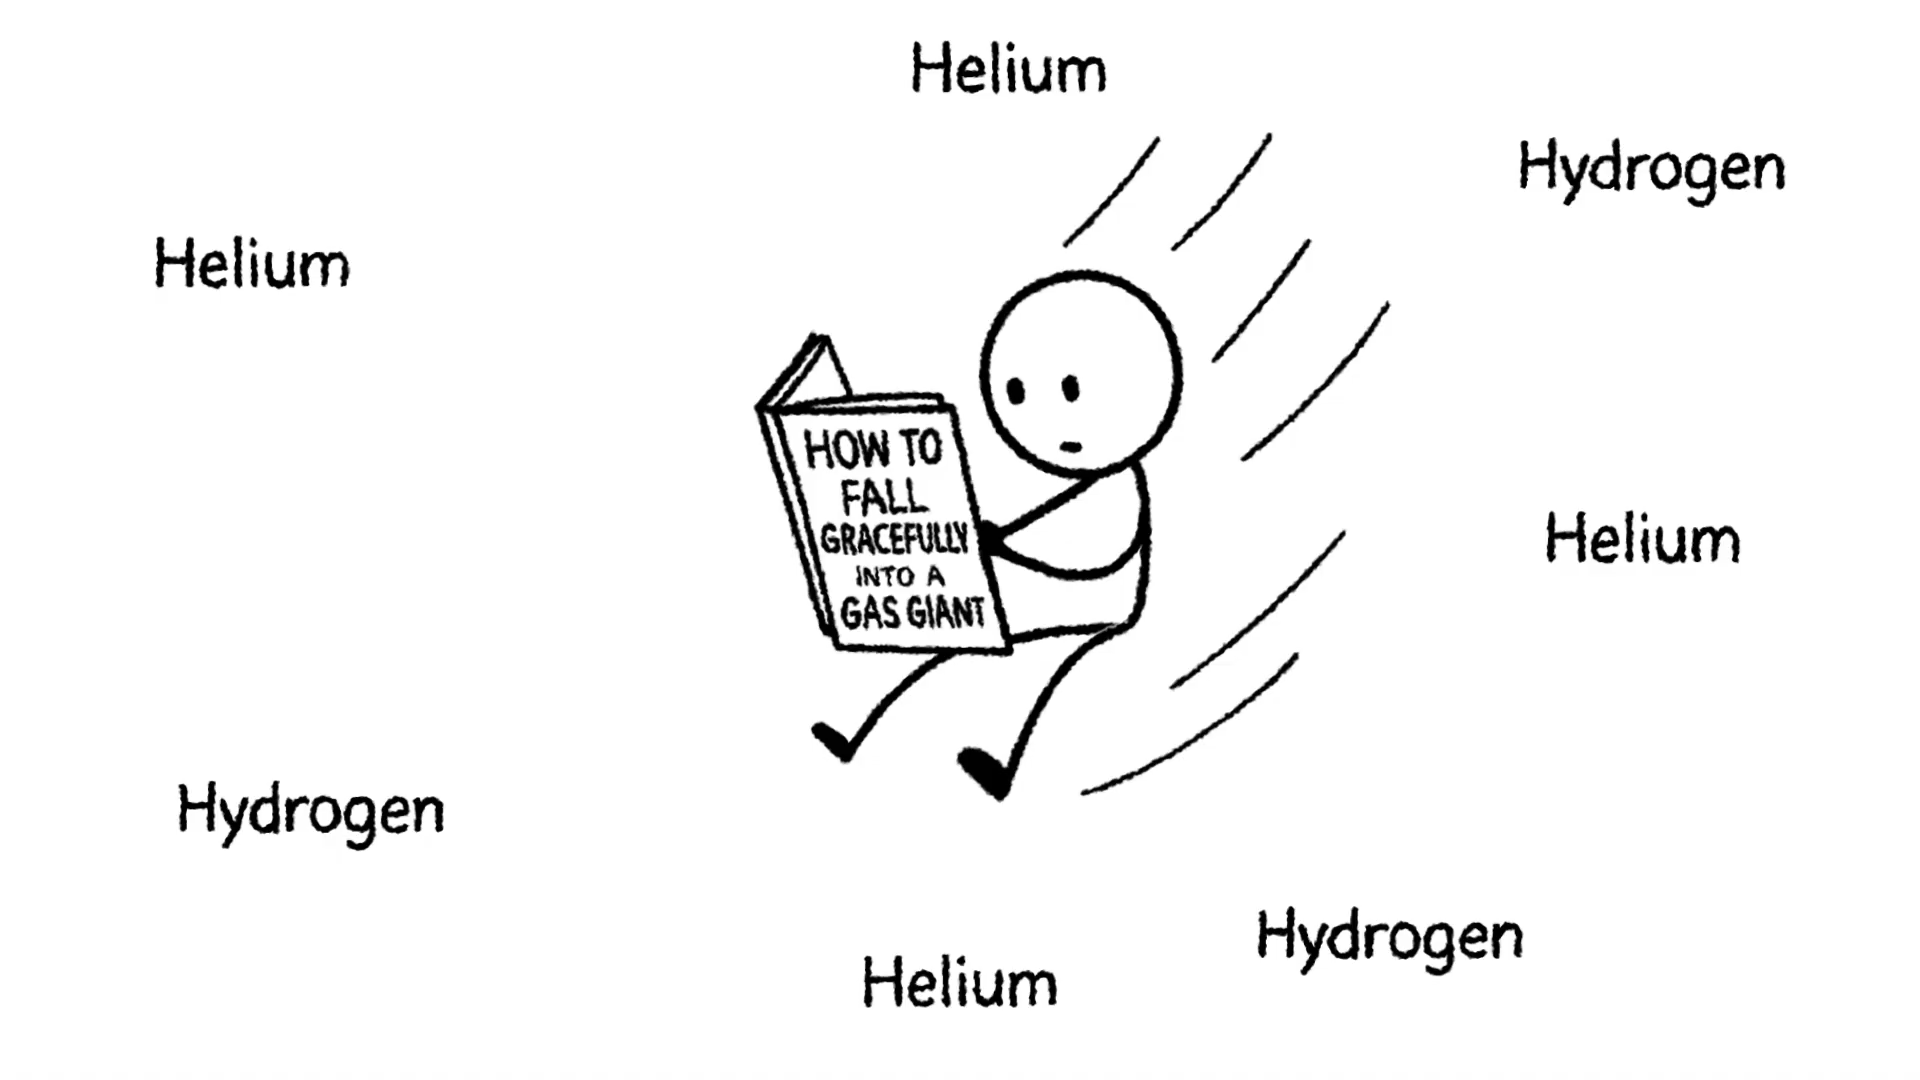 Helium
Hydrogen
Helium
HOW TO
FALL
GRACEFULLY
INTO A
GAS GIANT
Helium
Hydrogen
Hydrogen
Helium